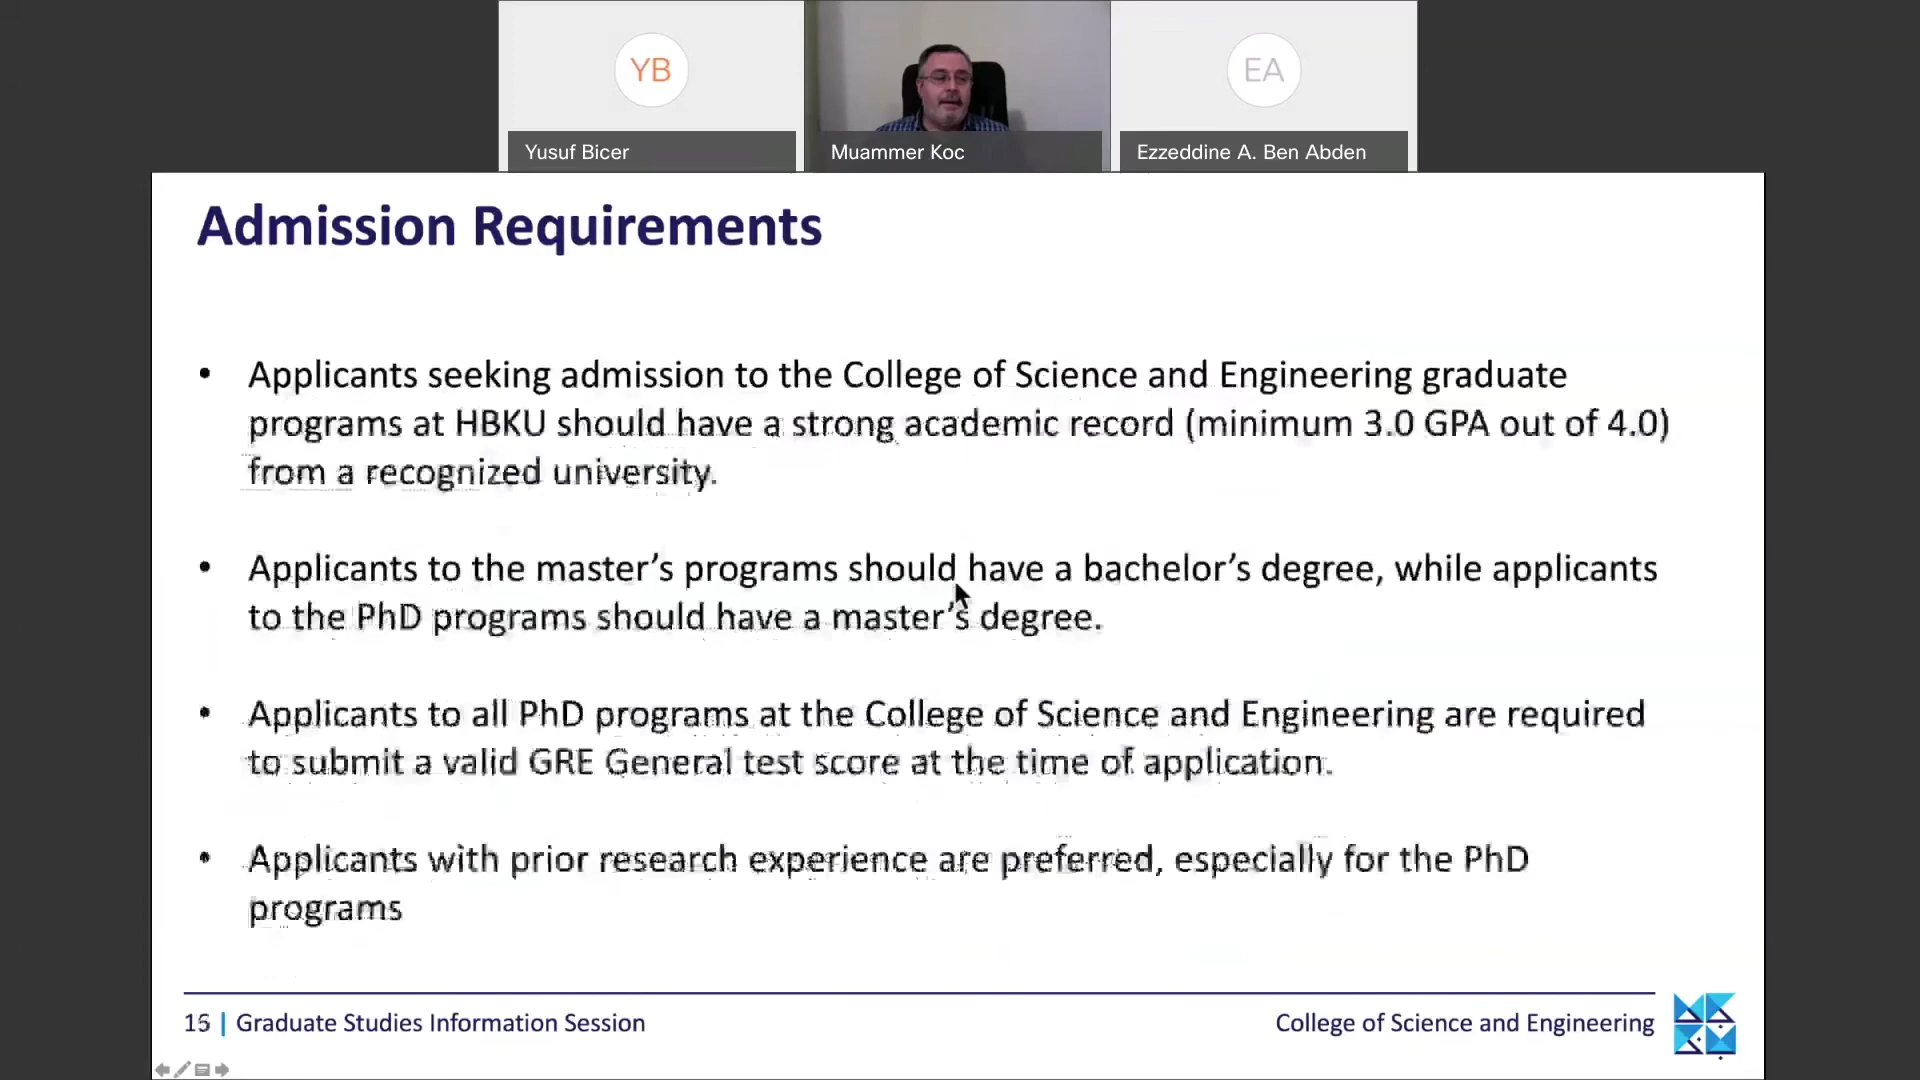 YB
EA
Yusuf Bicer
Muammer Koc
Ezzeddine A. Ben Abden
Admission Requirements
• Applicants seeking admission to the College of Science and Engineering graduate
programs at HBKU should have a strong academic record (minimum 3.0 GPA out of 4.0)
from a recognized university.
• Applicants to the master’s programs should have a bachelor’s degree, while applicants
to the PhD programs should have a master’s degree.
• Applicants to all PhD programs at the College of Science and Engineering are required
to submit a valid GRE General test score at the time of application.
• Applicants with prior research experience are preferred, especially for the PhD
programs
| Graduate Studies Information Session
College of Science and Engineering